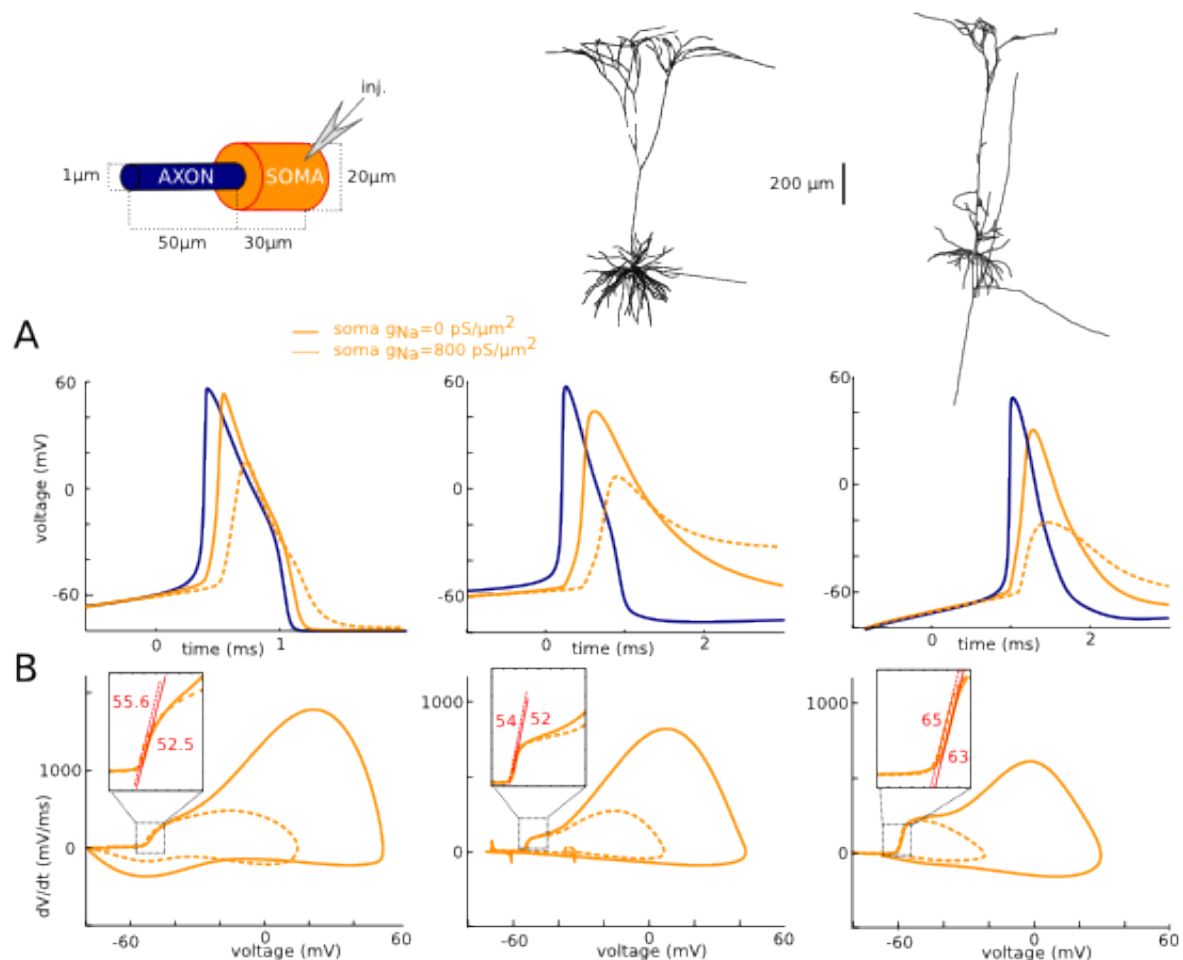 inj.
1μm
AXON
SOMA
20μm
50μm
30μm
200 μm
A
soma gNa=0 pS/μm²
soma gNa=800 pS/μm²
voltage (mV)
60
0
-60
0
time (ms)
1
60
0
-60
0
time (ms)
2
60
0
-60
0
time (ms)
2
B
dV/dt (mV/ms)
1000
0
55.6
52.5
-60
0
60
voltage (mV)
1000
0
54
52
-60
0
60
voltage (mV)
1000
0
65
63
-60
0
60
voltage (mV)